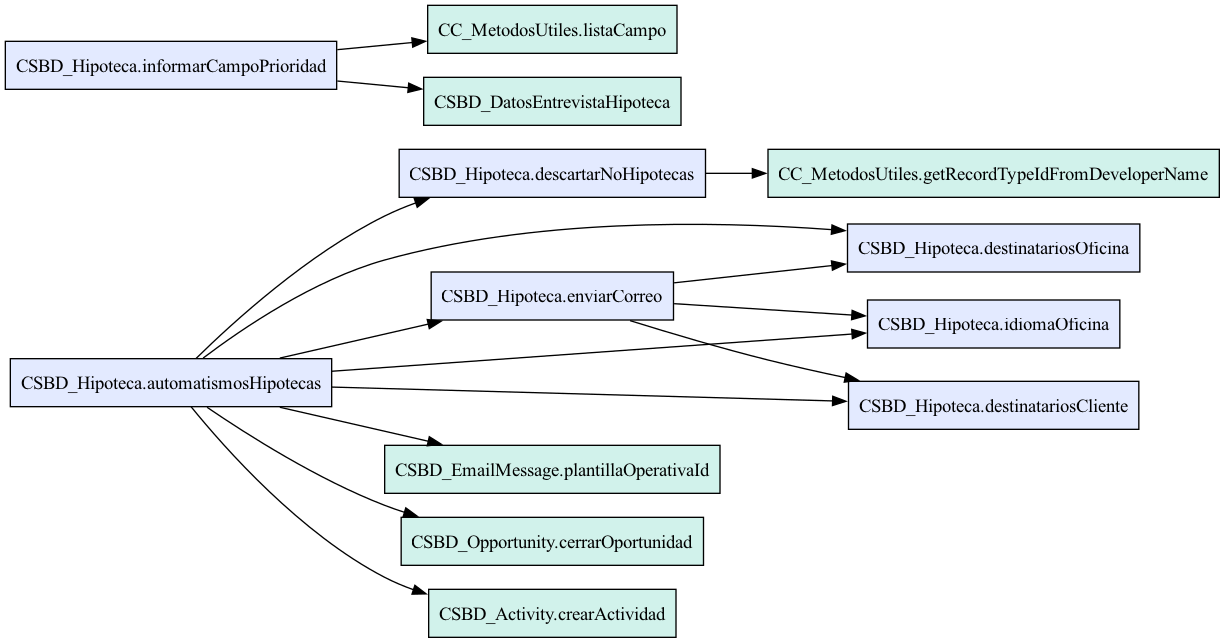 CC_MetodosUtiles.listaCampo
CSBD_Hipoteca.informarCampoPrioridad
CSBD_DatosEntrevistaHipoteca
CSBD_Hipoteca.descartarNoHipotecas
CC_MetodosUtiles.getRecordTypeIdFromDeveloperName
CSBD_Hipoteca.destinatariosOficina
CSBD_Hipoteca.enviarCorreo
CSBD_Hipoteca.idiomaOficina
CSBD_Hipoteca.automatismosHipotecas
CSBD_Hipoteca.destinatariosCliente
CSBD_EmailMessage.plantillaOperativaId
CSBD_Opportunity.cerrarOportunidad
CSBD_Activity.crearActividad